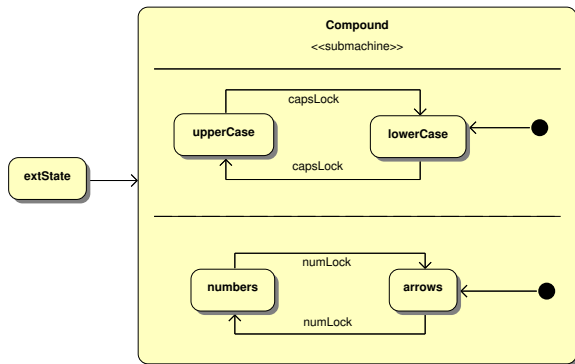 Compound
<<submachine>>
capsLock
upperCase
lowerCase
capsLock
extState
numLock
numbers
arrows
numLock